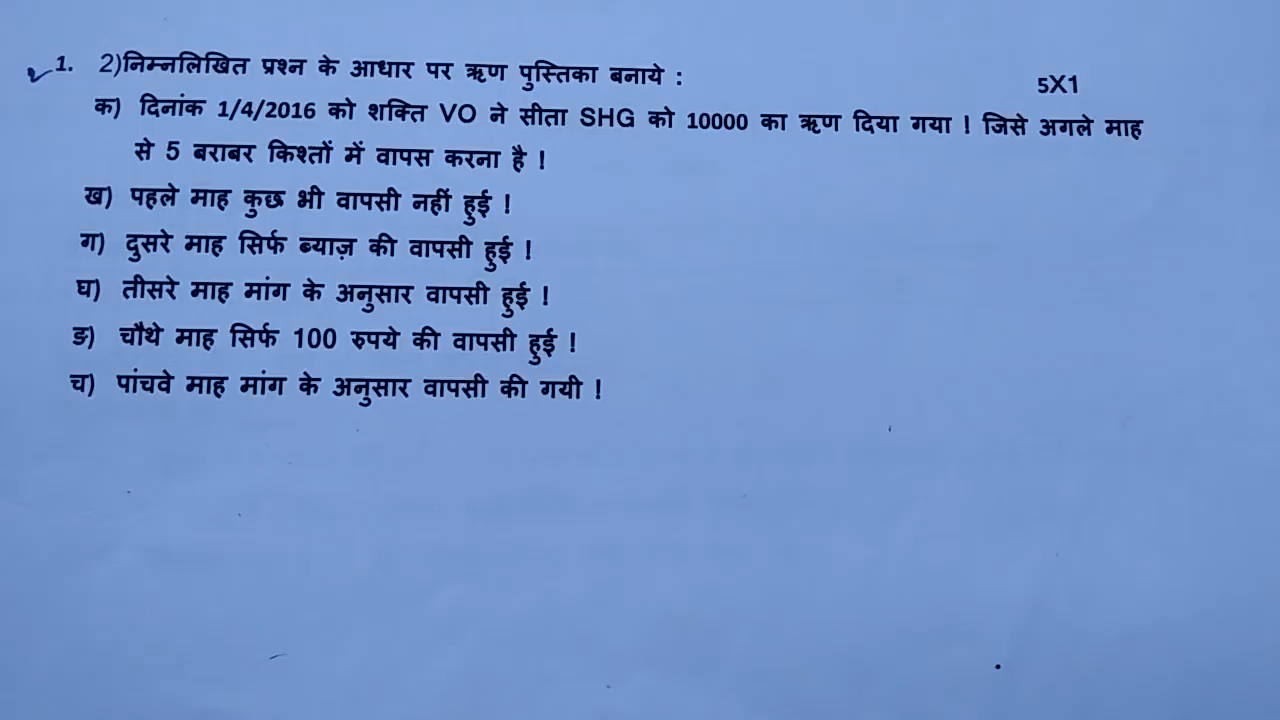 1. 2)निम्नलिखित प्रश्न के आधार पर ऋण पुस्तिका बनाये :
5X1
क) दिनांक 1/4/2016 को शक्ति VO ने सीता SHG को 10000 का ऋण दिया गया ! जिसे अगले माह
से 5 बराबर किश्तों में वापस करना है !
ख) पहले माह कुछ भी वापसी नहीं हुई !
ग) दुसरे माह सिर्फ ब्याज़ की वापसी हुई !
घ) तीसरे माह मांग के अनुसार वापसी हुई !
ङ) चौथे माह सिर्फ 100 रुपये की वापसी हुई !
च) पांचवे माह मांग के अनुसार वापसी की गयी !